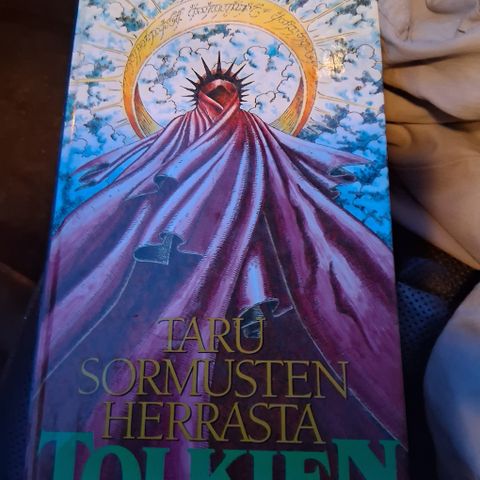 TARU
SORMUSTEN
HERRASTA
TOLKIEN